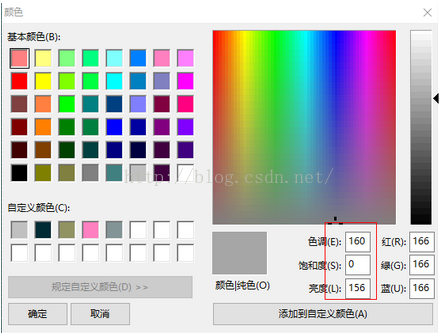 颜色
基本颜色(B):
http://blog.csdn.net/
自定义颜色(C):
规定自定义颜色(D) >>
确定 取消
颜色|纯色(O)
色调(E): 160 红(R): 166
饱和度(S): 0 绿(G): 166
亮度(L): 156 蓝(U): 166
添加到自定义颜色(A)